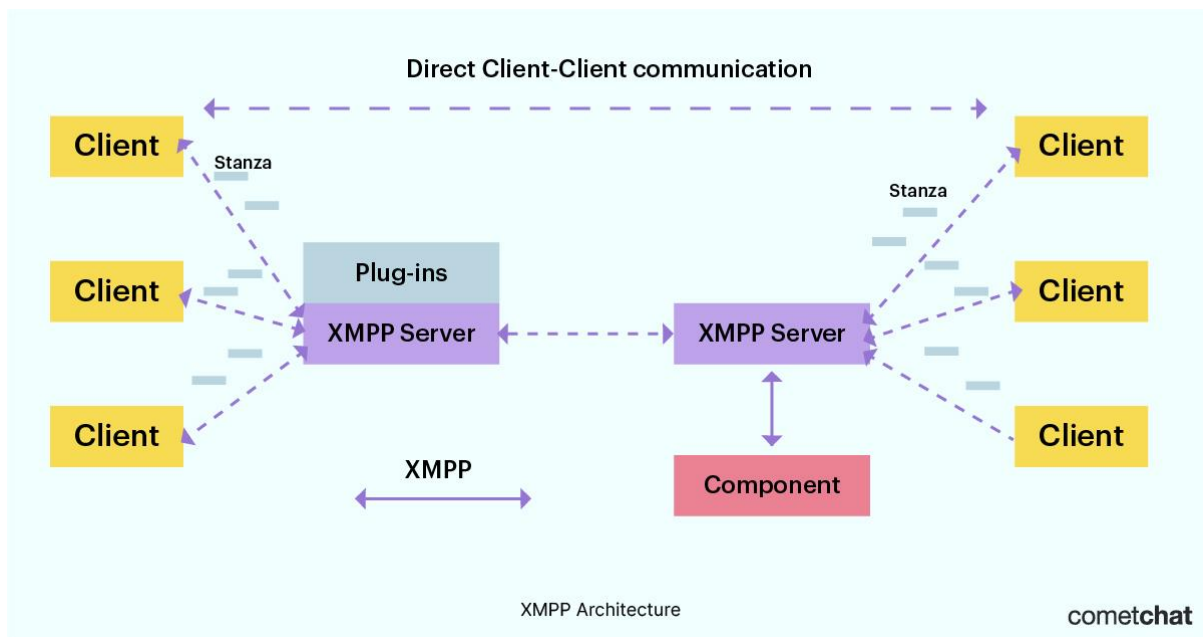 Direct Client-Client communication
Client
Client
Stanza
Stanza
Plug-ins
Client
Client
XMPP Server
XMPP Server
Client
Client
XMPP
Component
XMPP Architecture
cometchat